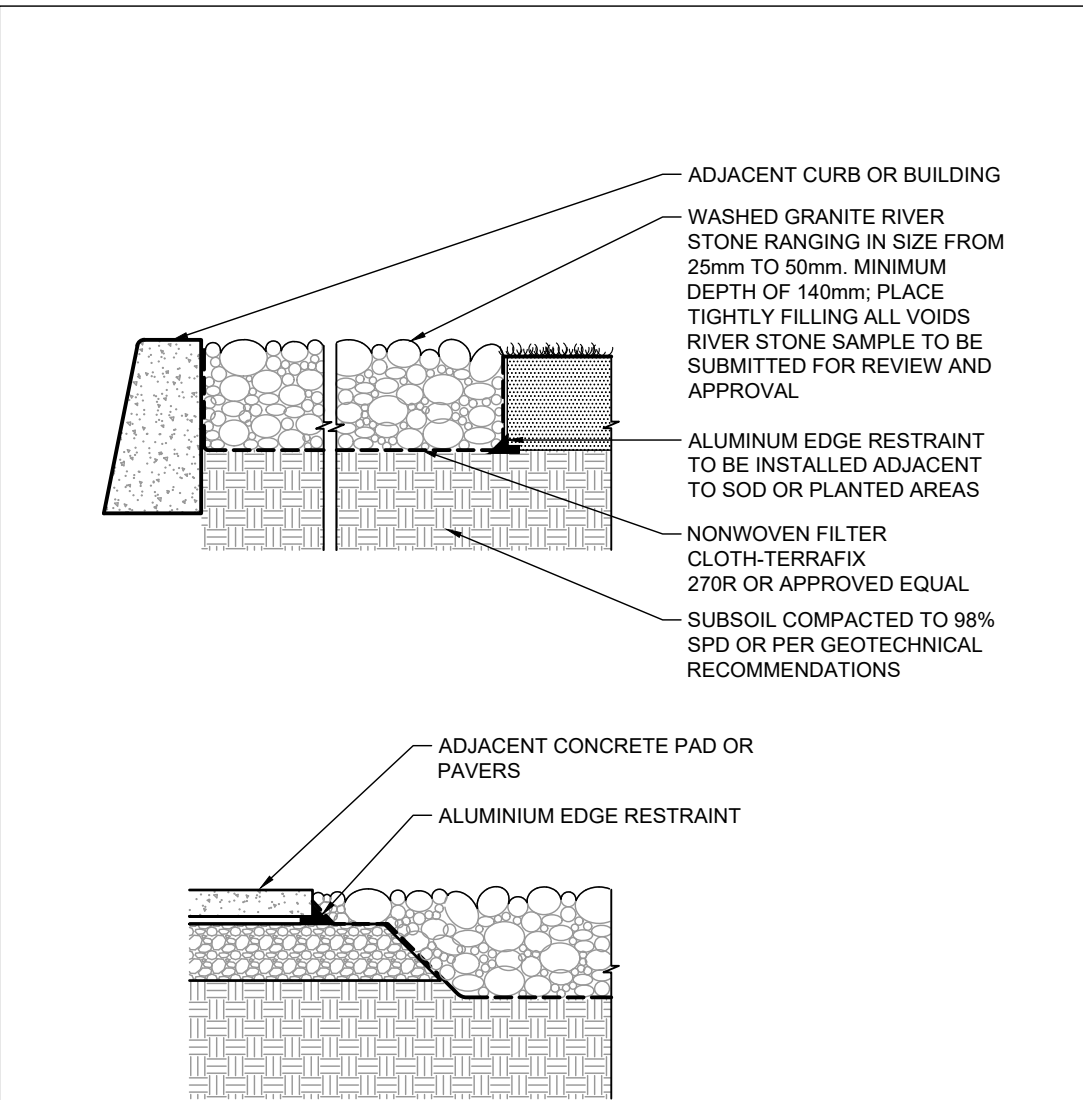 ADJACENT CURB OR BUILDING
WASHED GRANITE RIVER
STONE RANGING IN SIZE FROM
25mm TO 50mm. MINIMUM
DEPTH OF 140mm; PLACE
TIGHTLY FILLING ALL VOIDS
RIVER STONE SAMPLE TO BE
SUBMITTED FOR REVIEW AND
APPROVAL
ALUMINUM EDGE RESTRAINT
TO BE INSTALLED ADJACENT
TO SOD OR PLANTED AREAS
NONWOVEN FILTER
CLOTH-TERRAFIX
270R OR APPROVED EQUAL
SUBSOIL COMPACTED TO 98%
SPD OR PER GEOTECHNICAL
RECOMMENDATIONS
ADJACENT CONCRETE PAD OR
PAVERS
ALUMINIUM EDGE RESTRAINT